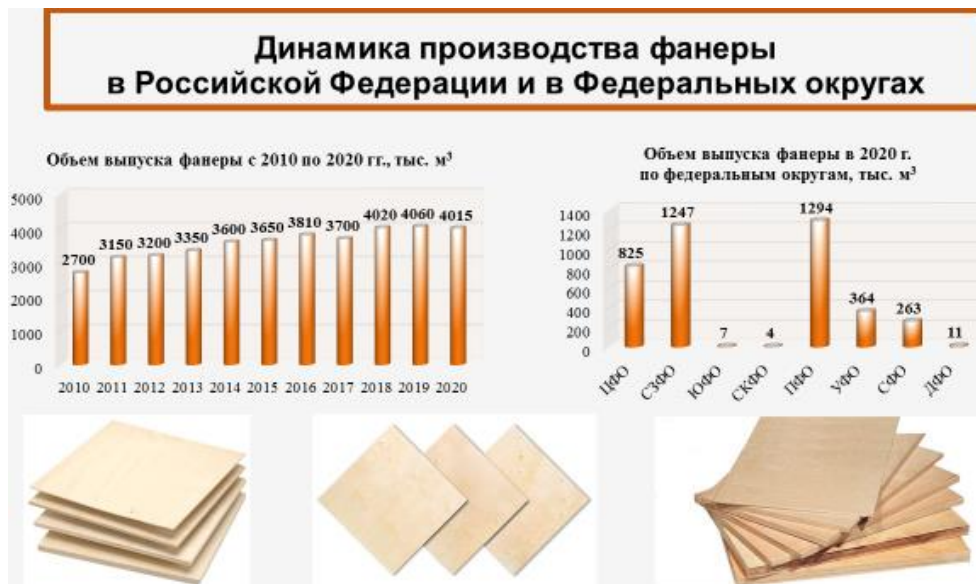 Динамика производства фанеры
в Российской Федерации и в Федеральных округах
Объем выпуска фанеры с 2010 по 2020 гг., тыс. м³
5000
4000
3000
2000
1000
0
2700
3150
3200
3350
3600
3650
3810
3700
4020
4060
4015
2010 2011 2012 2013 2014 2015 2016 2017 2018 2019 2020
Объем выпуска фанеры в 2020 г.
по федеральным округам, тыс. м³
1400
1200
1000
800
600
400
200
0
825
1247
7
4
1294
364
263
11
ЦФО
СЗФО
ЮФО
СКФО
ПФО
УФО
СФО
ДФО